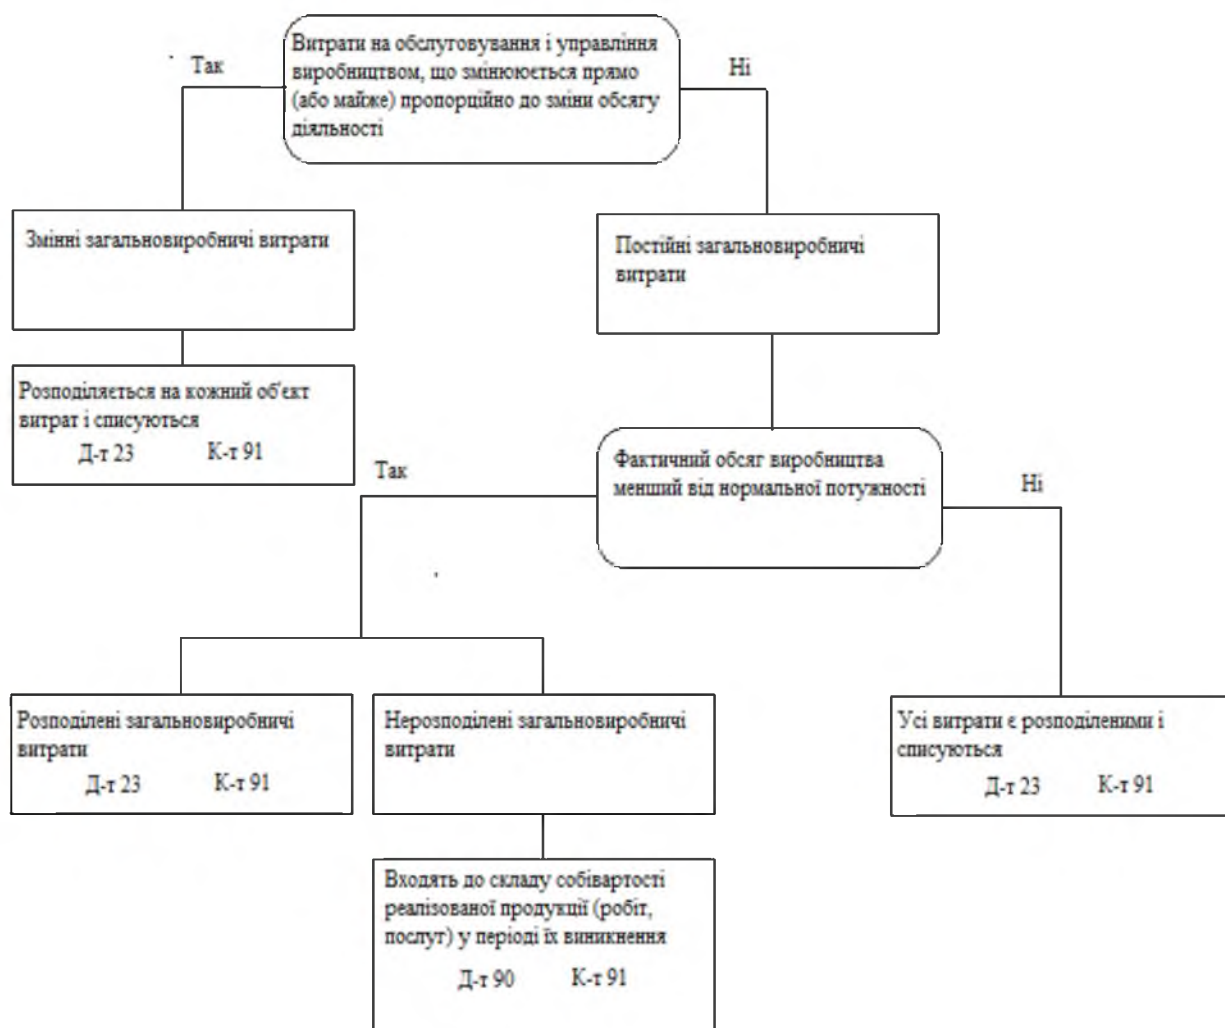 Витрати на обслуговування і управління
виробництвом, що змінююється прямо
(або майже) пропорційно до зміни обсягу
діяльності
Так
Ні
Змінні загальновиробничі витрати
Постійні загальновиробничі
витрати
Розподіляється на кожний об'єкт
витрат і списуються
Д-т 23 К-т 91
Фактичний обсяг виробництва
менший від нормальної потужності
Так
Ні
Розподілені загальновиробничі
витрати
Д-т 23 К-т 91
Нерозподілені загальновиробничі
витрати
Усі витрати є розподіленими і
списуються
Д-т 23 К-т 91
Входять до складу собівартості
реалізованої продукції (робіт,
послуг) у періоді їх виникнення
Д-т 90 К-т 91